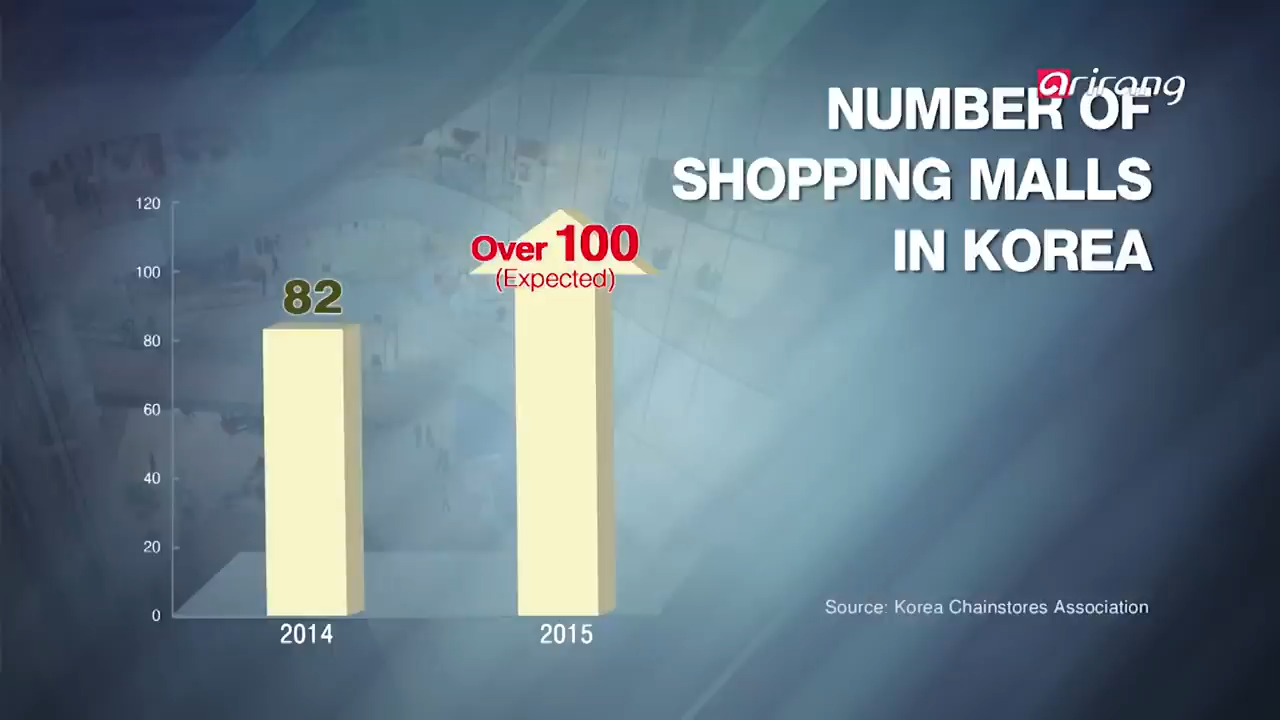 arirang
NUMBER OF
SHOPPING MALLS
IN KOREA
120
100
80
60
40
20
0
82
Over 100
(Expected)
2014
2015
Source: Korea Chainstores Association